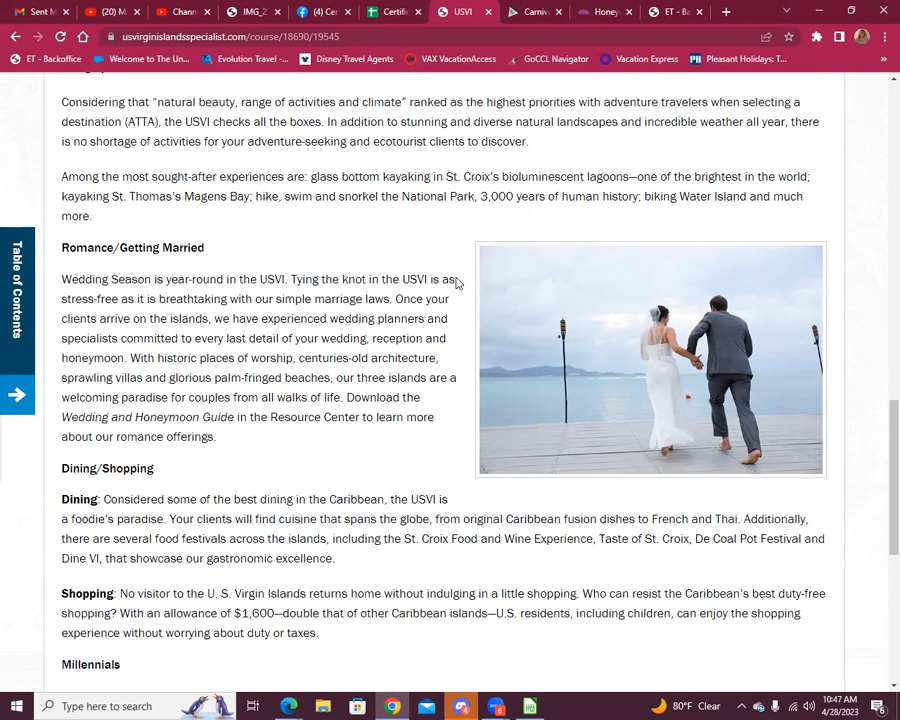 Sent M
(20) M
Chann
IMG_2
(4) Cer
Certific
USVI
Carniv
Honey
ET - Ba
usvirginislandsspecialist.com/course/18690/19545
ET - Backoffice
Welcome to The Un...
Evolution Travel -...
Disney Travel Agents
VAX VacationAccess
GoCCL Navigator
Vacation Express
Pleasant Holidays: T...
Considering that “natural beauty, range of activities and climate” ranked as the highest priorities with adventure travelers when selecting a
destination (ATTA), the USVI checks all the boxes. In addition to stunning and diverse natural landscapes and incredible weather all year, there
is no shortage of activities for your adventure-seeking and ecotourist clients to discover.
Among the most sought-after experiences are: glass bottom kayaking in St. Croix’s bioluminescent lagoons—one of the brightest in the world;
kayaking St. Thomas’s Magens Bay; hike, swim and snorkel the National Park, 3,000 years of human history; biking Water Island and much
more.
Table of Contents
Romance/Getting Married
Wedding Season is year-round in the USVI. Tying the knot in the USVI is as
stress-free as it is breathtaking with our simple marriage laws. Once your
clients arrive on the islands, we have experienced wedding planners and
specialists committed to every last detail of your wedding, reception and
honeymoon. With historic places of worship, centuries-old architecture,
sprawling villas and glorious palm-fringed beaches, our three islands are a
welcoming paradise for couples from all walks of life. Download the
Wedding and Honeymoon Guide in the Resource Center to learn more
about our romance offerings.
Dining/Shopping
Dining: Considered some of the best dining in the Caribbean, the USVI is
a foodie’s paradise. Your clients will find cuisine that spans the globe, from original Caribbean fusion dishes to French and Thai. Additionally,
there are several food festivals across the islands, including the St. Croix Food and Wine Experience, Taste of St. Croix, De Coal Pot Festival and
Dine VI, that showcase our gastronomic excellence.
Shopping: No visitor to the U. S. Virgin Islands returns home without indulging in a little shopping. Who can resist the Caribbean’s best duty-free
shopping? With an allowance of $1,600—double that of other Caribbean islands—U.S. residents, including children, can enjoy the shopping
experience without worrying about duty or taxes.
Millennials
Type here to search
80°F Clear
10:47 AM
4/28/2023